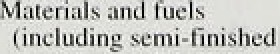 Materials and fuels
(including semi-finished